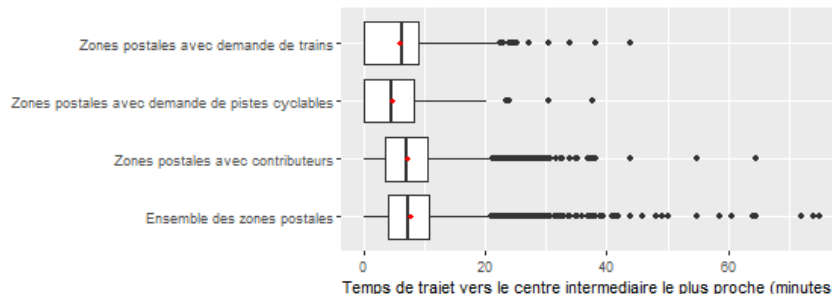 Zones postales avec demande de trains
Zones postales avec demande de pistes cyclables
Zones postales avec contributeurs
Ensemble des zones postales
0 20 40 60
Temps de trajet vers le centre intermediaire le plus proche (minutes